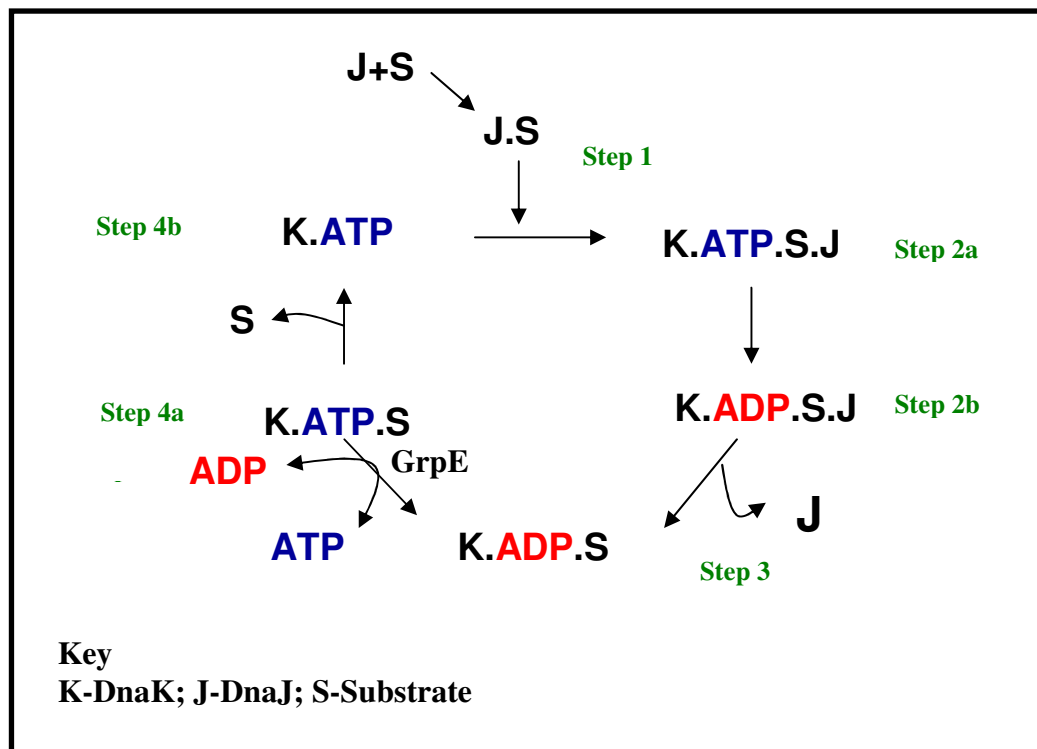 J+S
J.S
Step 1
Step 4b
K.ATP
K.ATP.S.J
Step 2a
S
Step 4a
K.ATP.S
K.ADP.S.J
Step 2b
ADP
GrpE
J
ATP
K.ADP.S
Step 3
Key
K-DnaK; J-DnaJ; S-Substrate